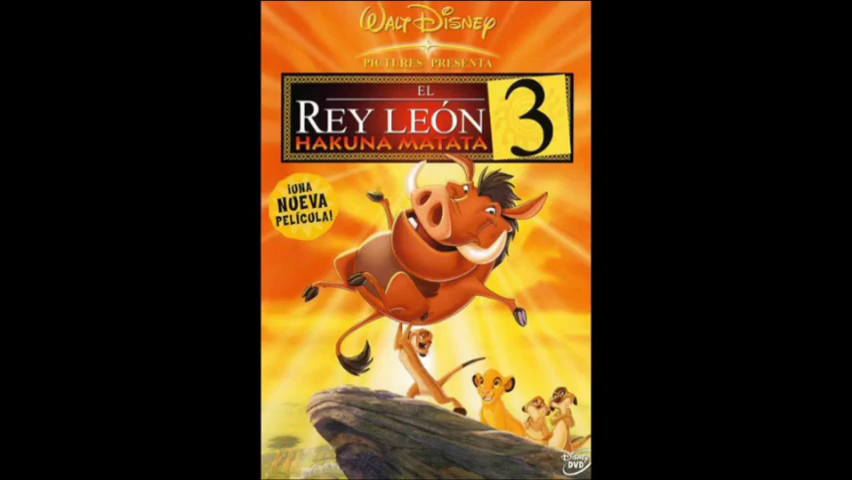 WALT DISNEY
PICTURES PRESENTA
EL
REY LEÓN 3
HAKUNA MATATA
¡UNA
NUEVA
PELÍCULA!
DISNEY
DVD